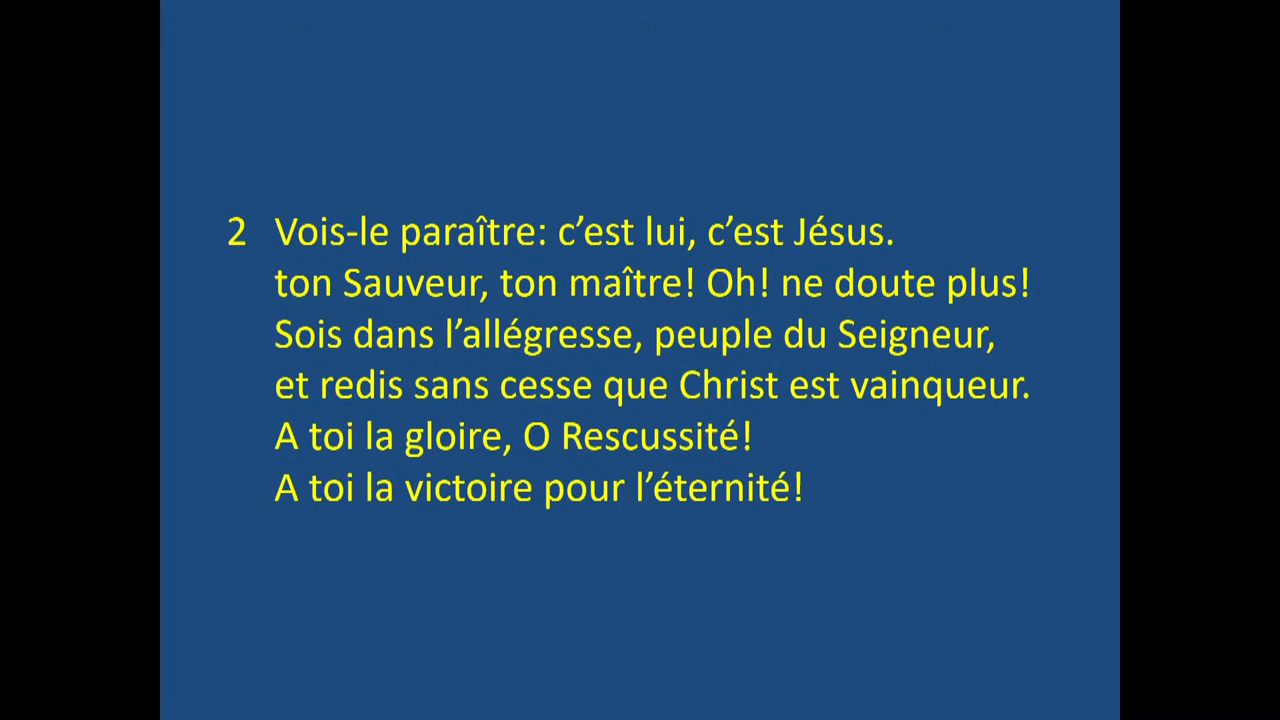 2 Vois-le paraître: c’est lui, c’est Jésus.
ton Sauveur, ton maître! Oh! ne doute plus!
Sois dans l’allégresse, peuple du Seigneur,
et redis sans cesse que Christ est vainqueur.
A toi la gloire, O Rescussité!
A toi la victoire pour l’éternité!